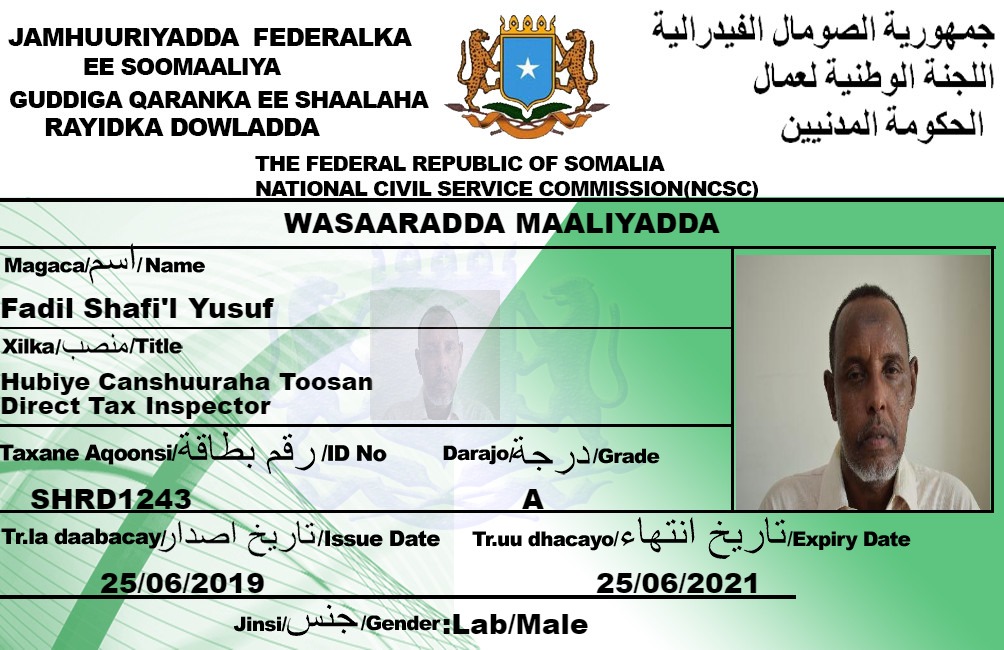 JAMHUURIYADDA FEDERALKA
EE SOOMAALIYA
GUDDIGA QARANKA EE SHAALAHA
RAYIDKA DOWLADDA
جمهورية الصومال الفيدرالية
اللجنة الوطنية لعمال
الحكومة المدنيين
THE FEDERAL REPUBLIC OF SOMALIA
NATIONAL CIVIL SERVICE COMMISSION(NCSC)
WASAARADDA MAALIYADDA
Magaca/اسم/Name
Fadil Shafi'l Yusuf
Xilka/منصب/Title
Hubiye Canshuuraha Toosan
Direct Tax Inspector
Taxane Aqoonsi/رقم بطاقة/ID No
Darajo/درجة/Grade
SHRD1243
A
Tr.la daabacay/تاريخ اصدار/Issue Date
Tr.uu dhacayo/تاريخ انتهاء/Expiry Date
25/06/2019
25/06/2021
Jinsi/جنس/Gender:Lab/Male